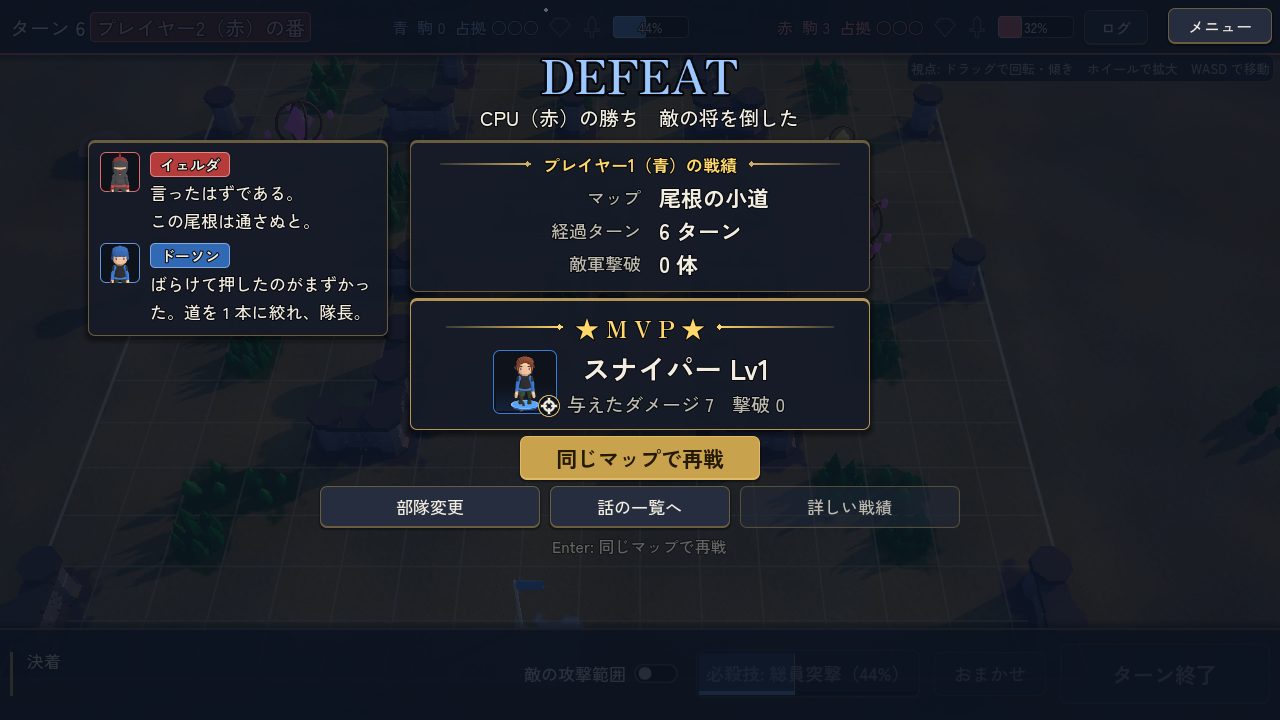 ターン 6 プレイヤー2（赤）の番
青 駒 0 占拠 〇〇〇 44%
赤 駒 3 占拠 〇〇〇 32%
ログ
メニュー
視点: ドラッグで回転・傾き ホイールで拡大 WASD で移動
DEFEAT
CPU（赤）の勝ち 敵の将を倒した
イェルダ
言ったはずである。
この尾根は通さぬと。
ドーソン
ばらけて押したのがまずかっ
た。道を１本に絞れ、隊長。
プレイヤー1（青）の戦績
マップ 尾根の小道
経過ターン 6 ターン
敵軍撃破 0 体
★ M V P ★
スナイパー Lv1
与えたダメージ 7 撃破 0
同じマップで再戦
部隊変更
話の一覧へ
詳しい戦績
Enter: 同じマップで再戦
決着
敵の攻撃範囲
必殺技: 総員突撃（44%）
おまかせ
ターン終了